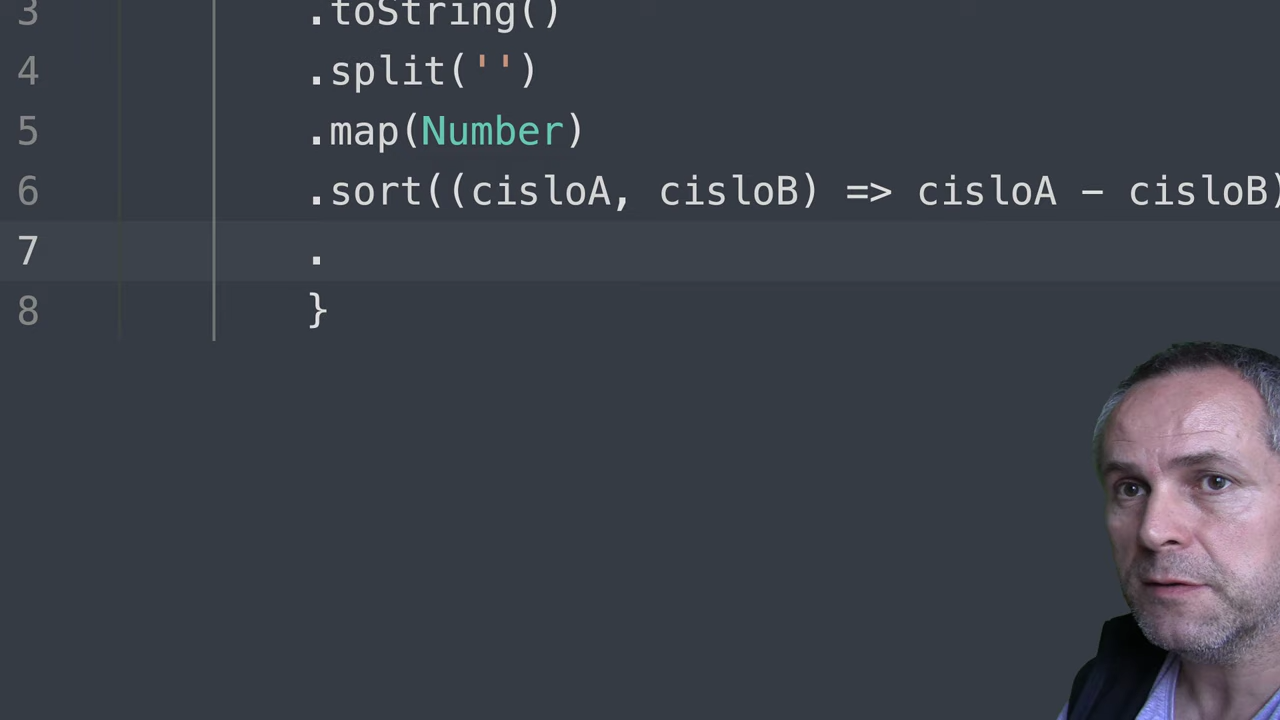 3 .toString()
4 .split('')
5 .map(Number)
6 .sort((cisloA, cisloB) => cisloA - cisloB)
7 .
8 }